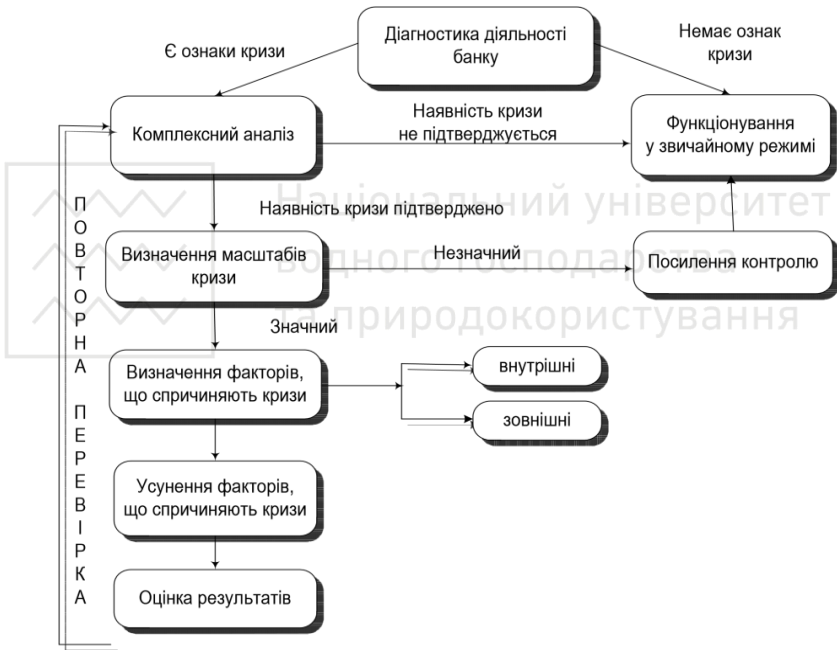 Діагностика діяльності
банку
Є ознаки кризи
Немає ознак
кризи
Комплексний аналіз
Наявність кризи
не підтверджується
Функціонування
у звичайному режимі
Наявність кризи підтверджено
Визначення масштабів
кризи
Незначний
Посилення контролю
Значний
Визначення факторів,
що спричиняють кризи
внутрішні
зовнішні
Усунення факторів,
що спричиняють кризи
Оцінка результатів
ПОВТОРНА ПЕРЕВІРКА
Національний університет
водного господарства
та природокористування